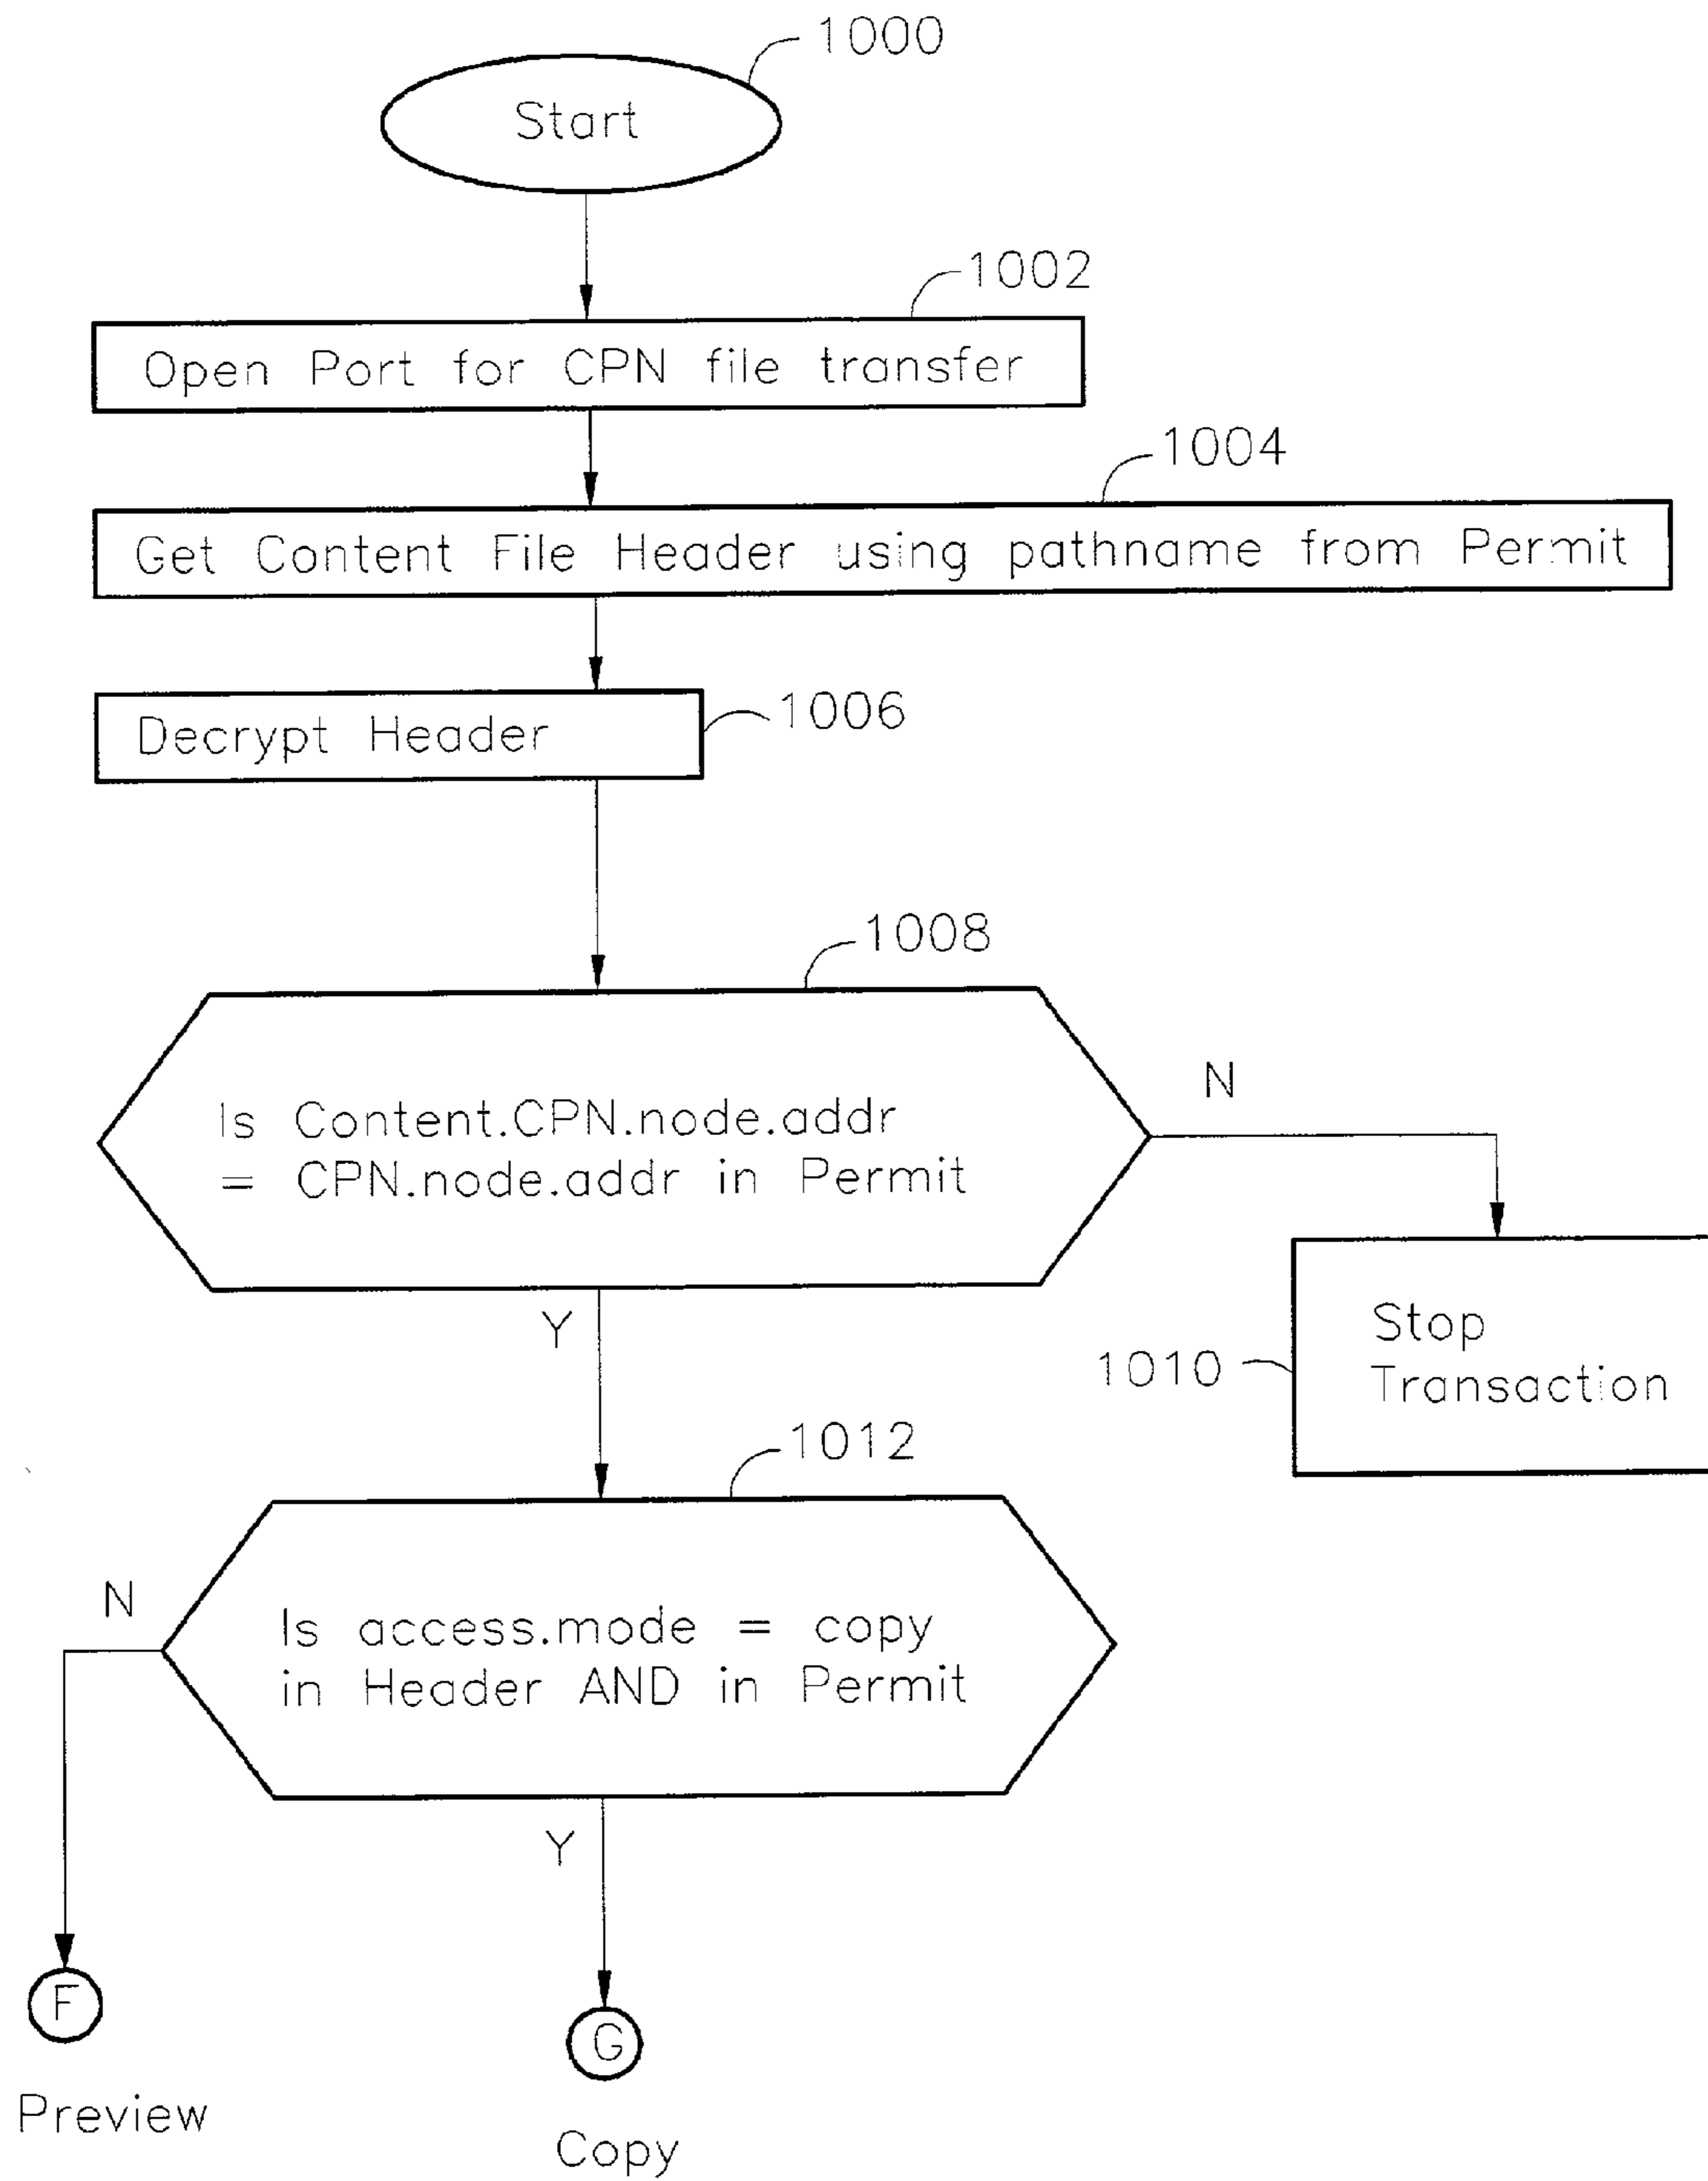 1000
Start
1002
Open Port for CPN file transfer
1004
Get Content File Header using pathname from Permit
Decrypt Header
1006
1008
Is Content.CPN.node.addr
= CPN.node.addr in Permit
N
Y
1010
Stop
Transaction
1012
Is access.mode = copy
in Header AND in Permit
N
Y
F
Preview
G
Copy